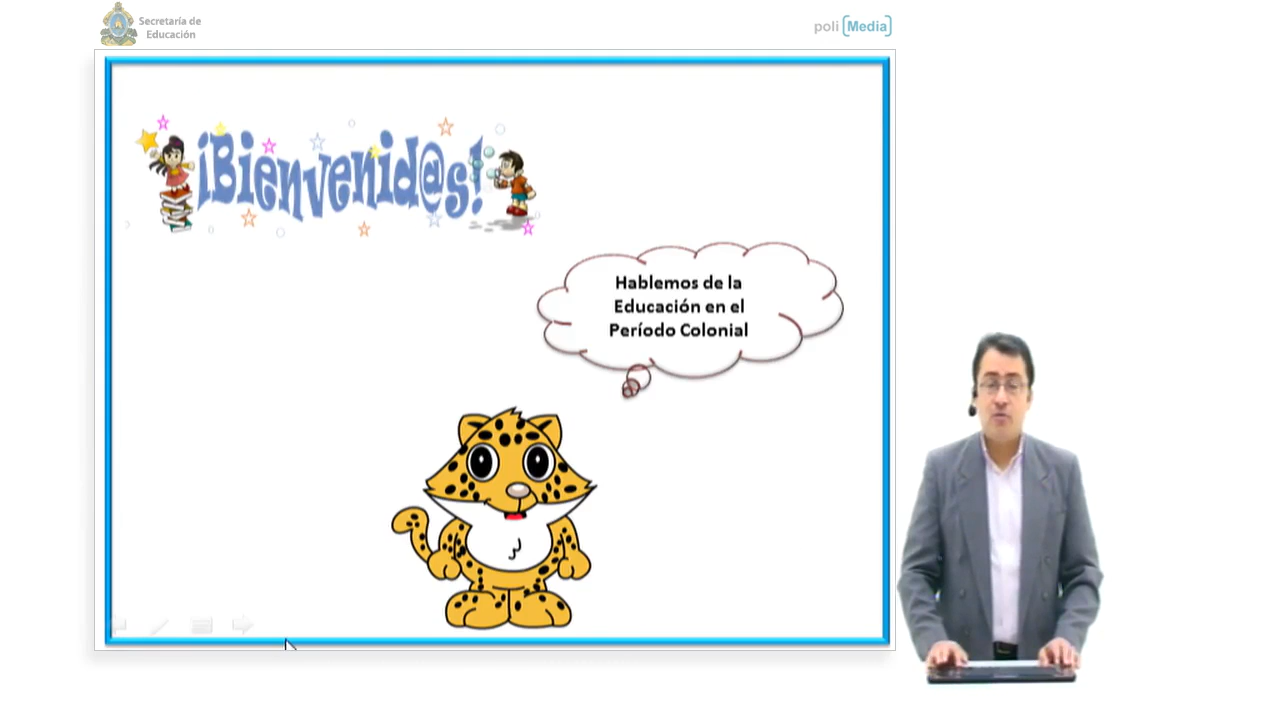 Secretaría de
Educación
poli [Media]
¡Bienvenid@s!
Hablemos de la
Educación en el
Período Colonial